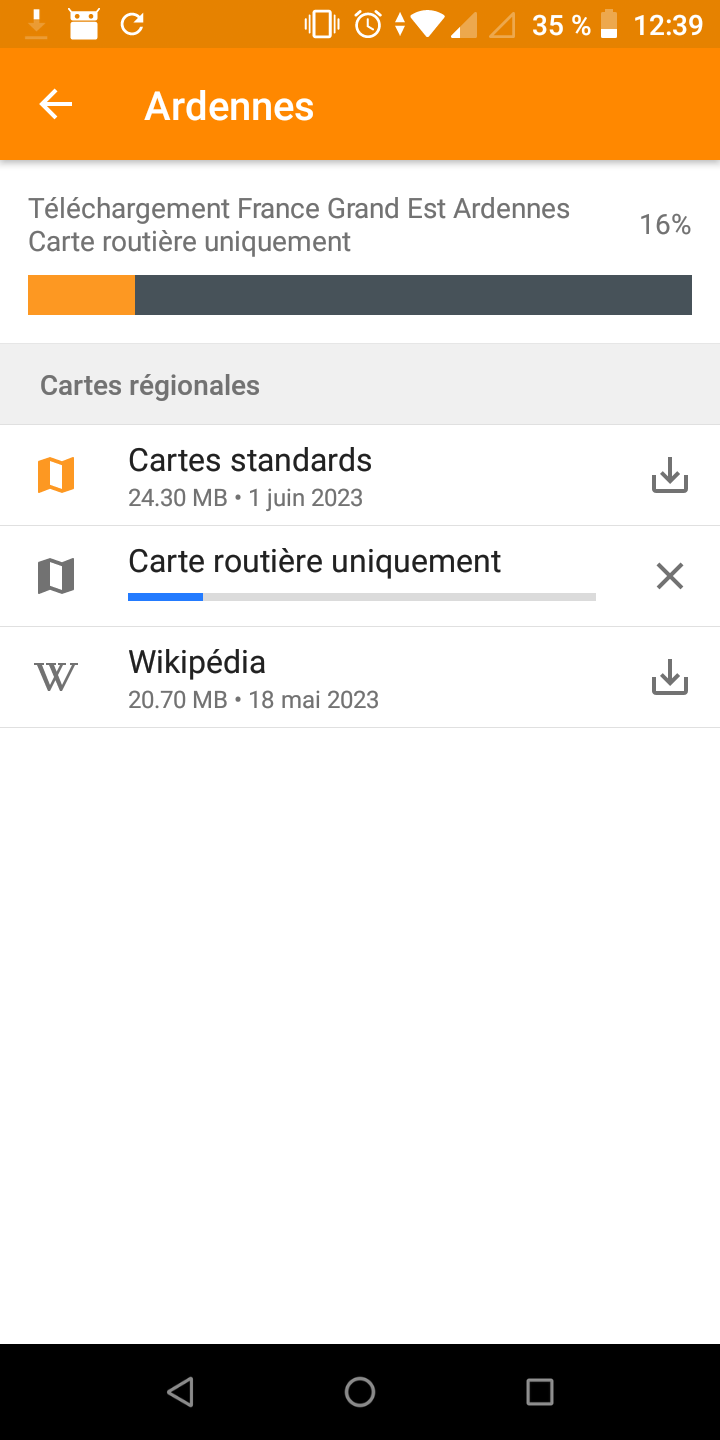 35 % 12:39
Ardennes
Téléchargement France Grand Est Ardennes
Carte routière uniquement
16%
Cartes régionales
Cartes standards
24.30 MB • 1 juin 2023
Carte routière uniquement
W Wikipédia
20.70 MB • 18 mai 2023